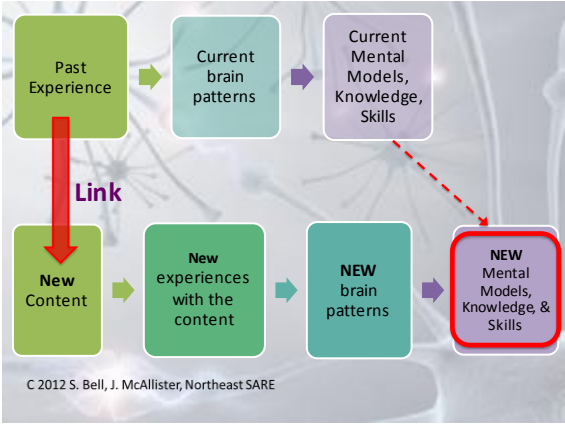 Past
Experience
Current
brain
patterns
Current
Mental
Models,
Knowledge,
Skills
Link
New
Content
New
experiences
with the
content
NEW
brain
patterns
NEW
Mental
Models,
Knowledge, &
Skills
C 2012 S. Bell, J. McAllister, Northeast SARE